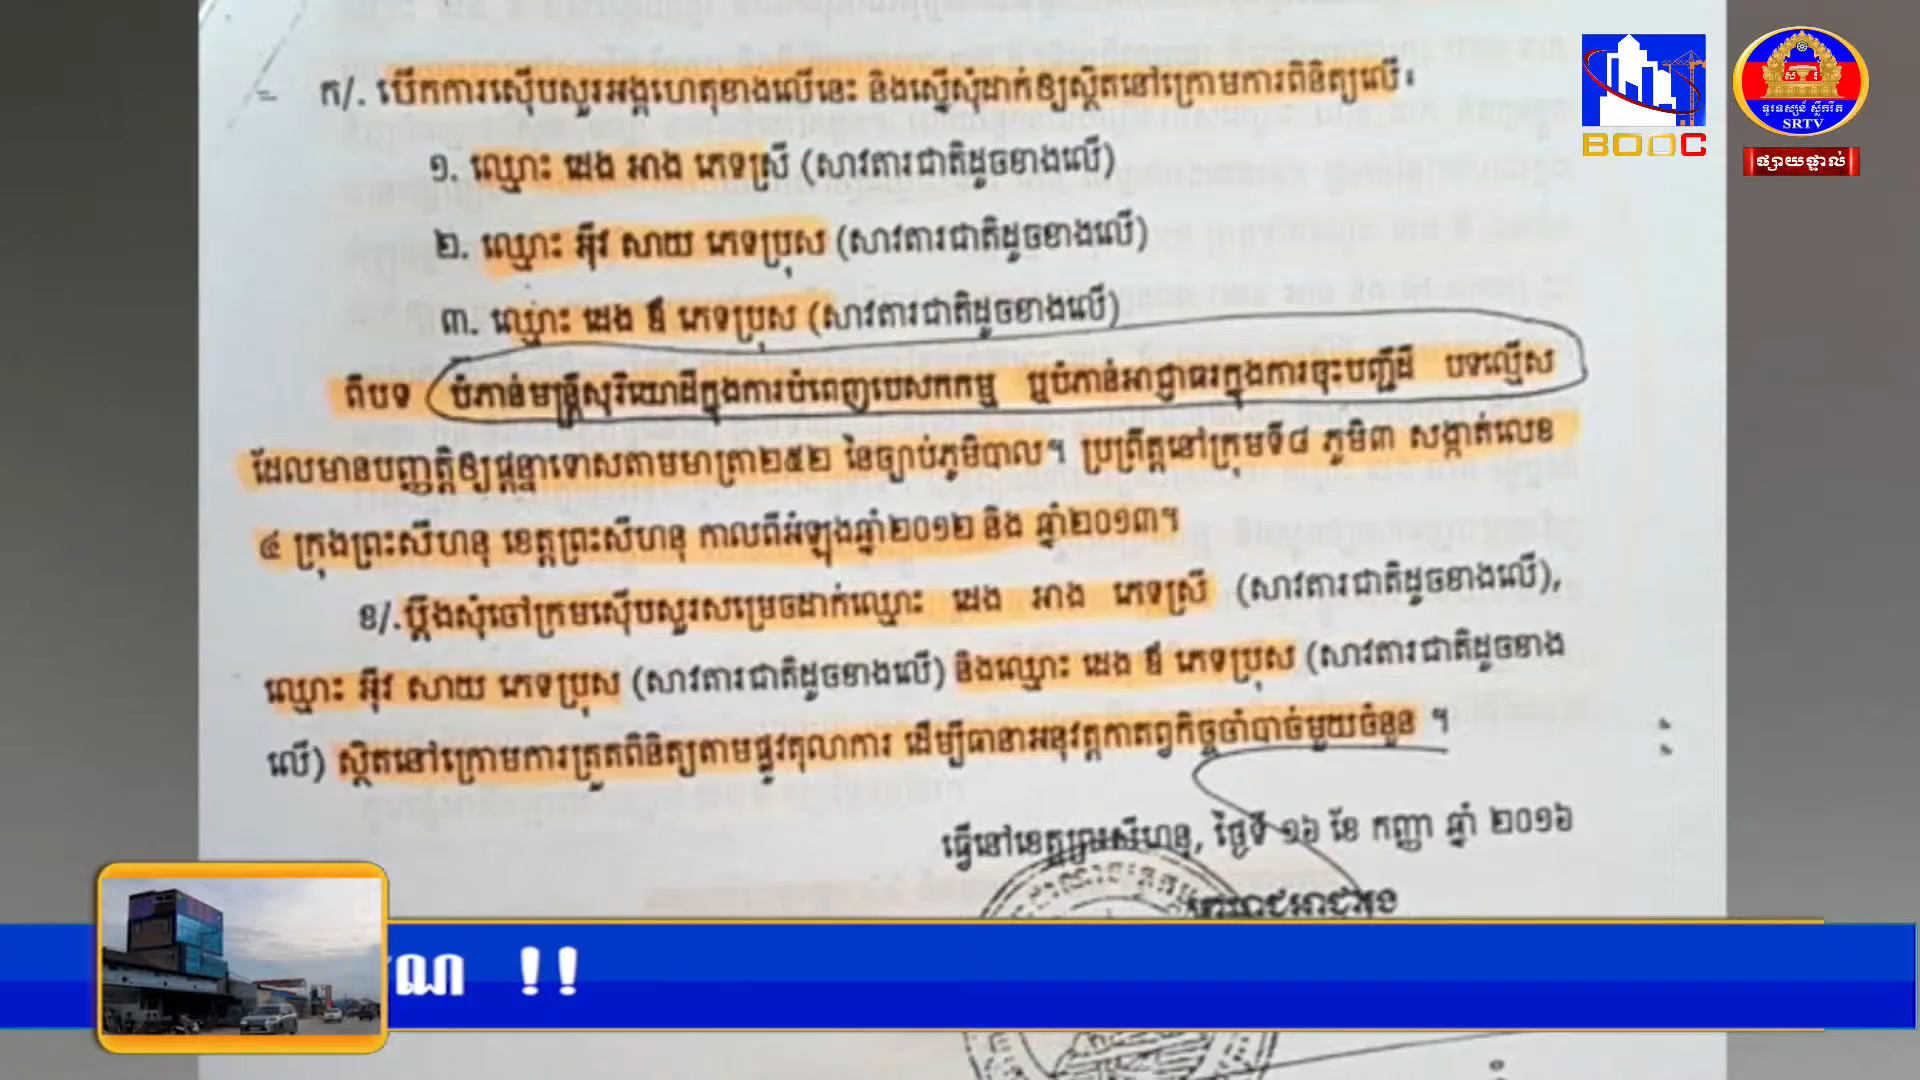 ក/. បើកការស៊ើបសួរអង្គហេតុខាងលើនេះ និងស្នើសុំដាក់ឲ្យស្ថិតនៅក្រោមការពិនិត្យលើ៖
១. ឈ្មោះ ដេង អាង ភេទស្រី (សាវតារជាតិដូចខាងលើ)
២. ឈ្មោះ អ៊ីវ សាយ ភេទប្រុស (សាវតារជាតិដូចខាងលើ)
៣. ឈ្មោះ ដេង ឌី ភេទប្រុស (សាវតារជាតិដូចខាងលើ)
ពីបទ បំភាន់មន្ត្រីសុរិយោដីក្នុងការបំពេញបេសកកម្ម ឬបំភាន់អាជ្ញាធរក្នុងការចុះបញ្ជីដី បទល្មើស
ដែលមានបញ្ញត្តិឲ្យផ្តន្ទាទោសតាមមាត្រា២៥២ នៃច្បាប់ភូមិបាល។ ប្រព្រឹត្តនៅក្រុមទី៨ ភូមិ៣ សង្កាត់លេខ
៤ ក្រុងព្រះសីហនុ ខេត្តព្រះសីហនុ កាលពីអំឡុងឆ្នាំ២០១២ និង ឆ្នាំ២០១៣។
ខ/.ប្តឹងសុំចៅក្រមស៊ើបសួរសម្រេចដាក់ឈ្មោះ ដេង អាង ភេទស្រី (សាវតារជាតិដូចខាងលើ),
ឈ្មោះ អ៊ីវ សាយ ភេទប្រុស (សាវតារជាតិដូចខាងលើ) និងឈ្មោះ ដេង ឌី ភេទប្រុស (សាវតារជាតិដូចខាង
លើ) ស្ថិតនៅក្រោមការត្រួតពិនិត្យតាមផ្លូវតុលាការ ដើម្បីធានាអនុវត្តកាតព្វកិច្ចចាំបាច់មួយចំនួន ។
ធ្វើនៅខេត្តព្រះសីហនុ, ថ្ងៃទី ១៦ ខែ កញ្ញា ឆ្នាំ ២០១៦
ណ !!
BOOC
ទូរទស្សន៍ ស្ទឹករីត
SRTV
ផ្សាយផ្ទាល់